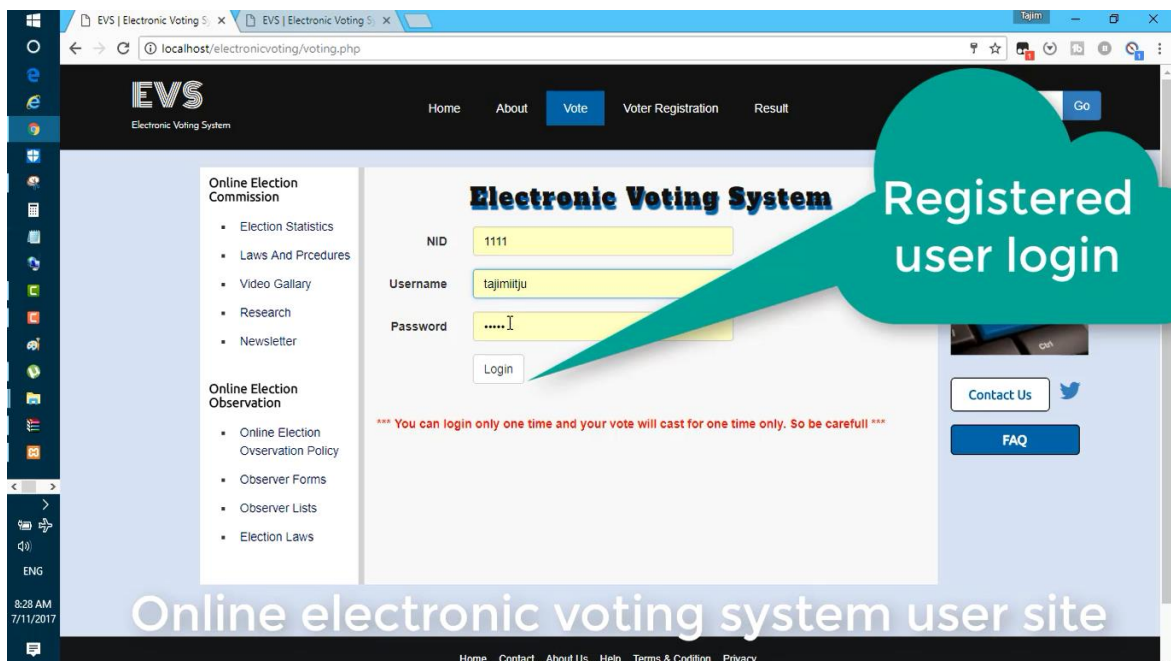 EVS | Electronic Voting S
EVS | Electronic Voting S
Tajim
localhost/electronicvoting/voting.php
EVS
Electronic Voting System
Home About Vote Voter Registration Result
Go
Online Election
Commission
Election Statistics
Laws And Prcedures
Video Gallary
Research
Newsletter
Online Election
Observation
Online Election
Ovservation Policy
Observer Forms
Observer Lists
Election Laws
Electronic Voting System
NID 1111
Username tajimiitju
Password •••••
Login
*** You can login only one time and your vote will cast for one time only. So be carefull ***
Registered
user login
Ctrl
Contact Us
FAQ
ENG
8:28 AM
7/11/2017
Online electronic voting system user site
Home Contact About Us Help Terms & Codition Privacy